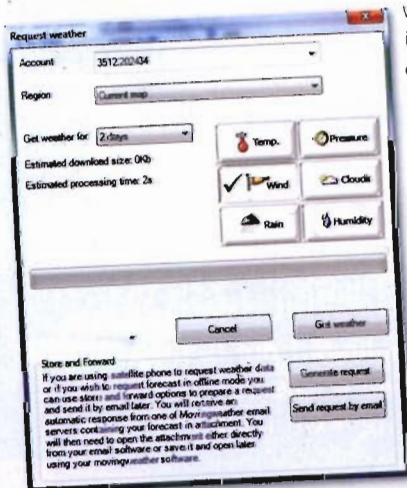 Request weather
Account 3512:202434
Region Current map
Get weather for: 2 days
Estimated download size: 0Kb
Estimated processing time: 2s
Temp. Pressure
Wind Clouds
Rain Humidity
Cancel Get weather
Store and Forward
If you are using satellite phone to request weather data
or if you wish to request forecast in offline mode you
can use store and forward options to prepare a request
and send it by email later. You will receive an
automatic response from one of Movingweather email
servers containing your forecast in attachment. You
will then need to open the attachment either directly
from your email software or save it and open later
using your movingweather software.
Generate request
Send request by email